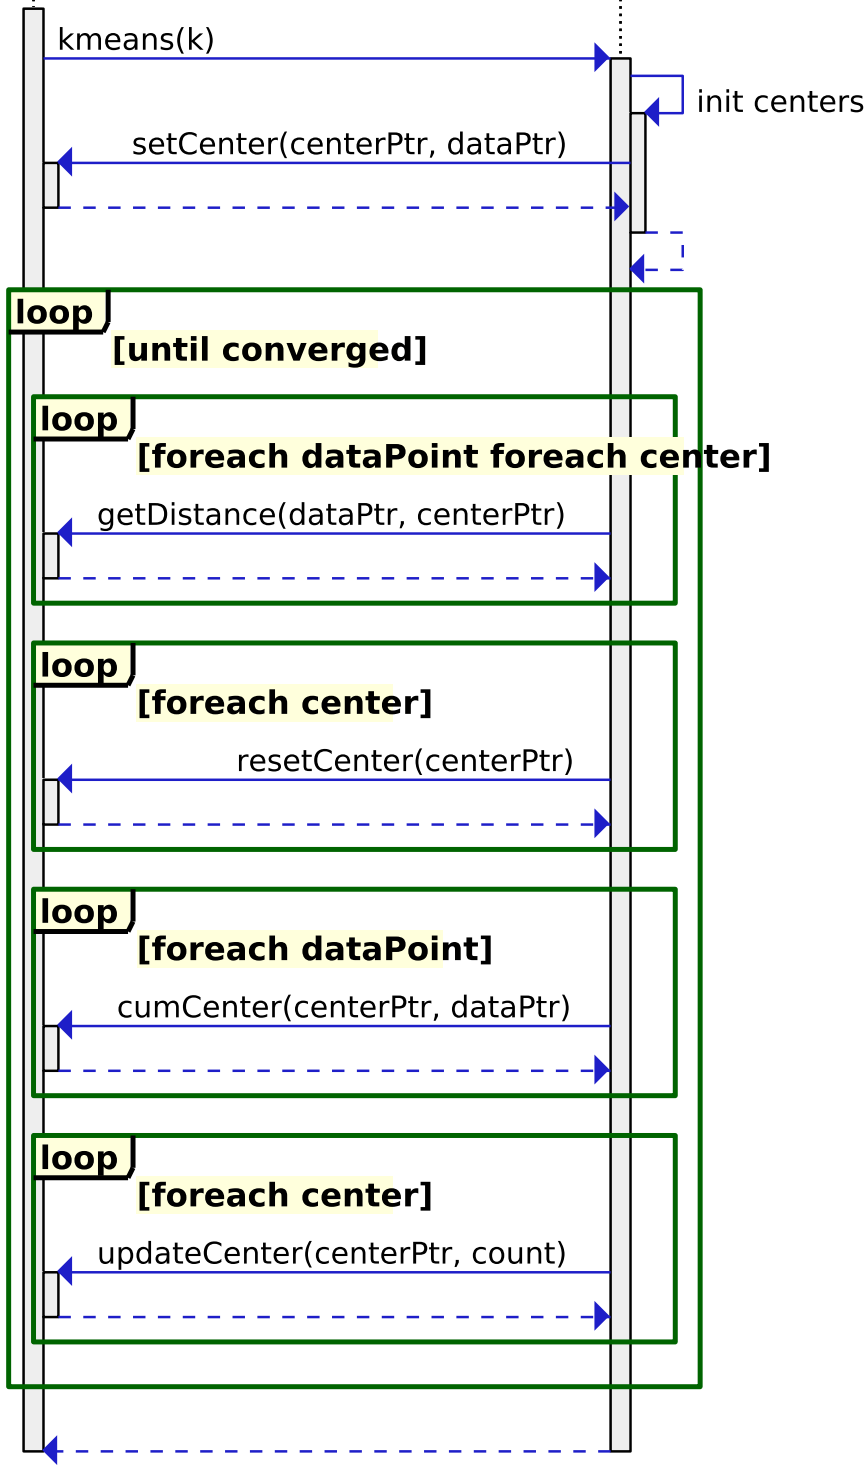 kmeans(k)
init centers
setCenter(centerPtr, dataPtr)
loop
[until converged]
loop
[foreach dataPoint foreach center]
getDistance(dataPtr, centerPtr)
loop
[foreach center]
resetCenter(centerPtr)
loop
[foreach dataPoint]
cumCenter(centerPtr, dataPtr)
loop
[foreach center]
updateCenter(centerPtr, count)